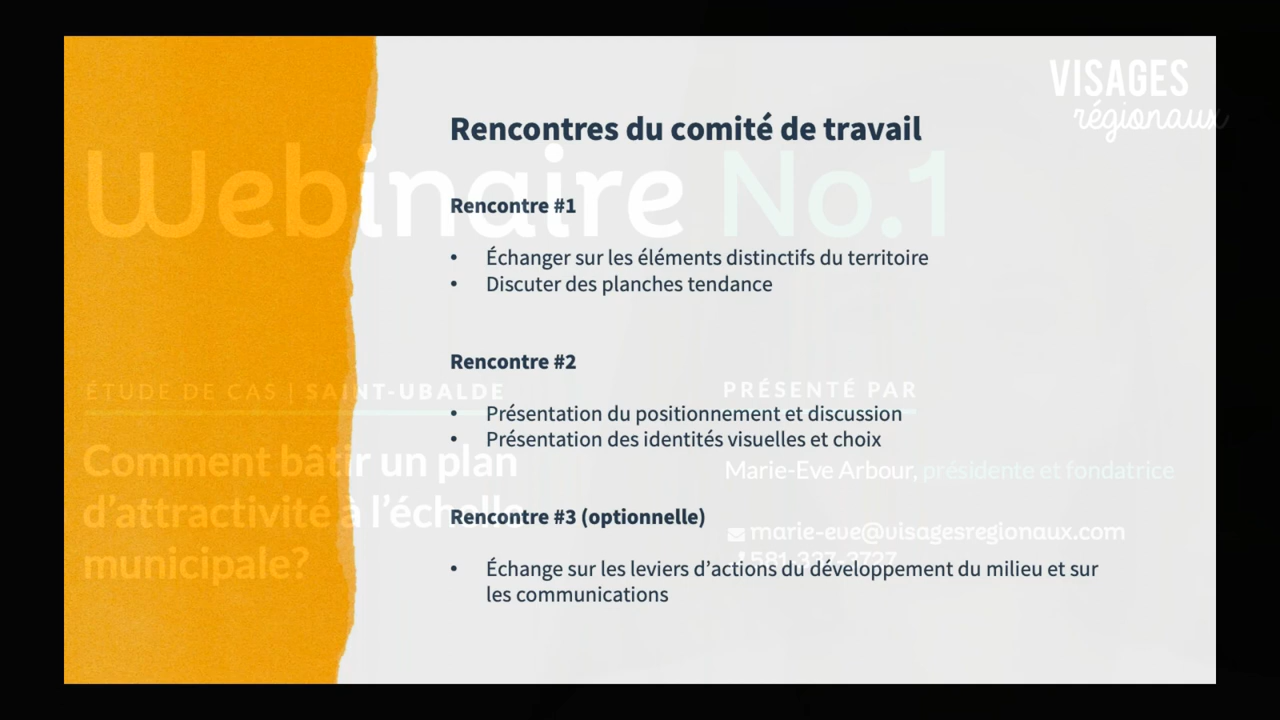 VISAGES
régionaux
Rencontres du comité de travail
Webinaire No.1
Rencontre #1
• Échanger sur les éléments distinctifs du territoire
• Discuter des planches tendance
Rencontre #2
ÉTUDE DE CAS | SAINT-UBALDE
PRÉSENTÉ PAR
• Présentation du positionnement et discussion
• Présentation des identités visuelles et choix
Comment bâtir un plan
d'attractivité à l'échelle
municipale?
Marie-Eve Arbour, présidente et fondatrice
Rencontre #3 (optionnelle)
marie-eve@visagesregionaux.com
• Échange sur les leviers d'actions du développement du milieu et sur
les communications